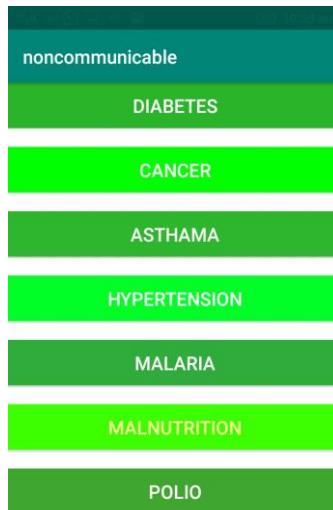 noncommunicable
DIABETES
CANCER
ASTHAMA
HYPERTENSION
MALARIA
MALNUTRITION
POLIO